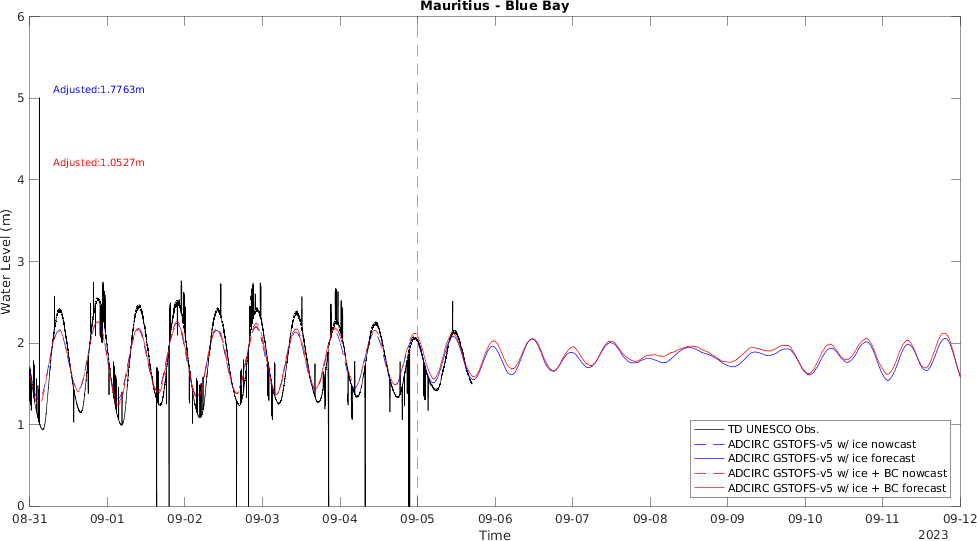 Mauritius - Blue Bay
6
5
4
3
2
1
0
Water Level (m)
Adjusted:1.7763m
Adjusted:1.0527m
TD UNESCO Obs.
ADCIRC GSTOFS-v5 w/ ice nowcast
ADCIRC GSTOFS-v5 w/ ice forecast
ADCIRC GSTOFS-v5 w/ ice + BC nowcast
ADCIRC GSTOFS-v5 w/ ice + BC forecast
08-31 09-01 09-02 09-03 09-04 09-05 09-06 09-07 09-08 09-09 09-10 09-11 09-12
Time
2023